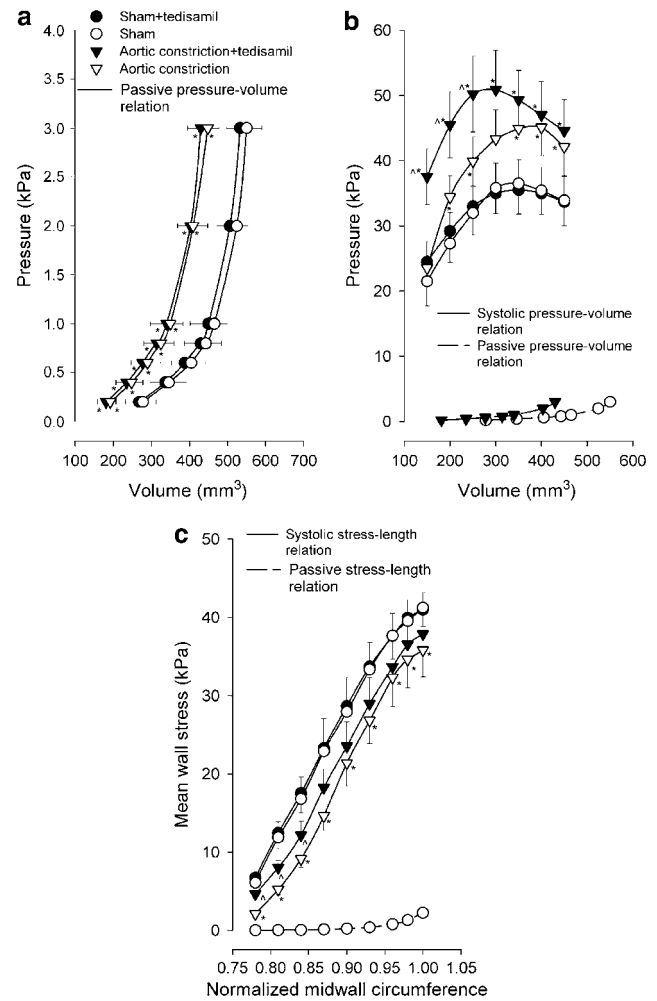 a
Sham+tedisamil
Sham
Aortic constriction+tedisamil
Aortic constriction
Passive pressure-volume
relation
4.0
3.5
3.0
2.5
2.0
1.5
1.0
0.5
0.0
Pressure (kPa)
100 200 300 400 500 600 700
Volume (mm3)
b
60
50
40
30
20
10
0
Pressure (kPa)
Systolic pressure-volume
relation
Passive pressure-volume
relation
100 200 300 400 500 600
Volume (mm3)
c
Systolic stress-length
relation
Passive stress-length
relation
50
40
30
20
10
0
Mean wall stress (kPa)
0.75 0.80 0.85 0.90 0.95 1.00 1.05
Normalized midwall circumference